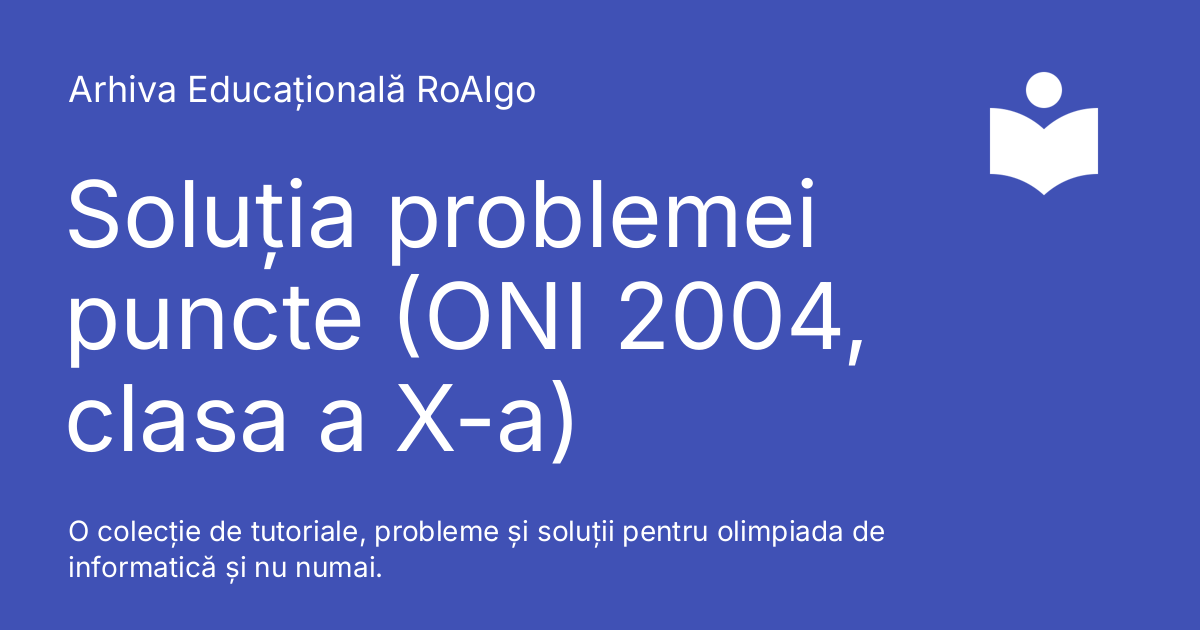 Arhiva Educațională RoAlgo
Soluția problemei
puncte (ONI 2004,
clasa a X-a)
O colecție de tutoriale, probleme și soluții pentru olimpiada de
informatică și nu numai.